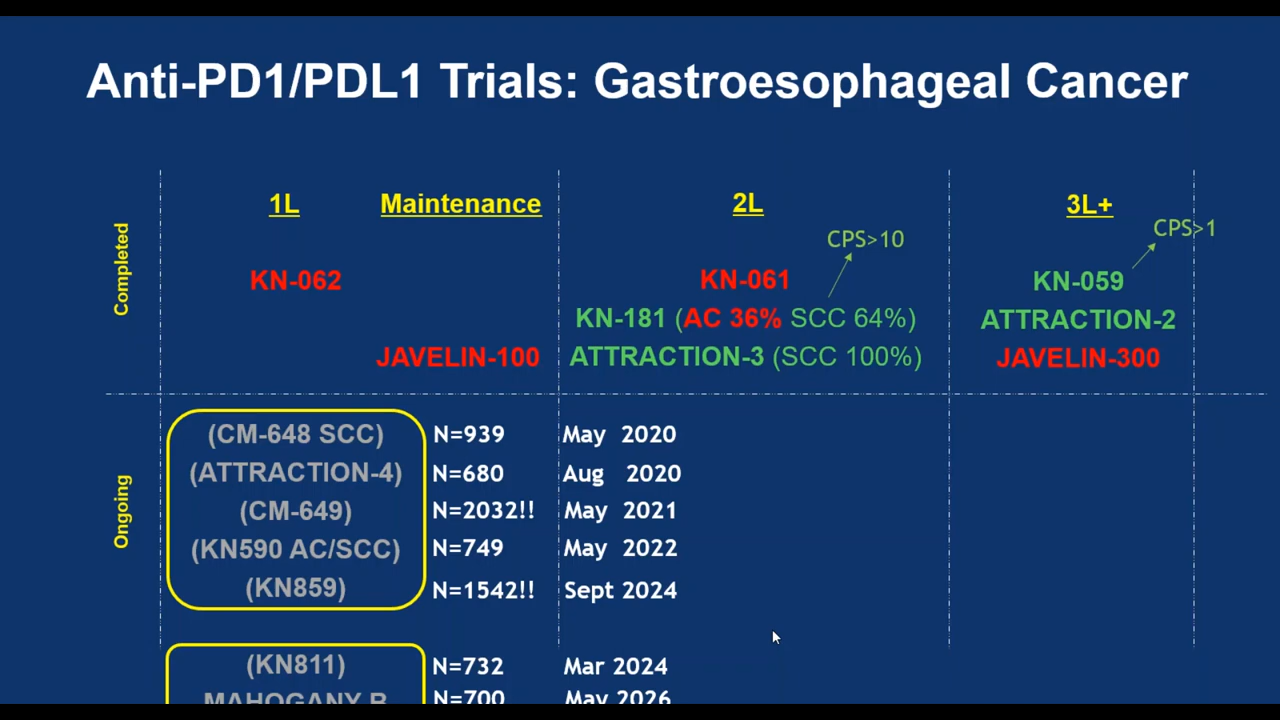 Anti-PD1/PDL1 Trials: Gastroesophageal Cancer
1L Maintenance 2L 3L+
CPS>10 CPS>1
Completed
KN-062 KN-061 KN-059
KN-181 (AC 36% SCC 64%) ATTRACTION-2
JAVELIN-100 ATTRACTION-3 (SCC 100%) JAVELIN-300
Ongoing
(CM-648 SCC) N=939 May 2020
(ATTRACTION-4) N=680 Aug 2020
(CM-649) N=2032!! May 2021
(KN590 AC/SCC) N=749 May 2022
(KN859) N=1542!! Sept 2024
(KN811) N=732 Mar 2024
MAHOGANY B N=700 May 2026